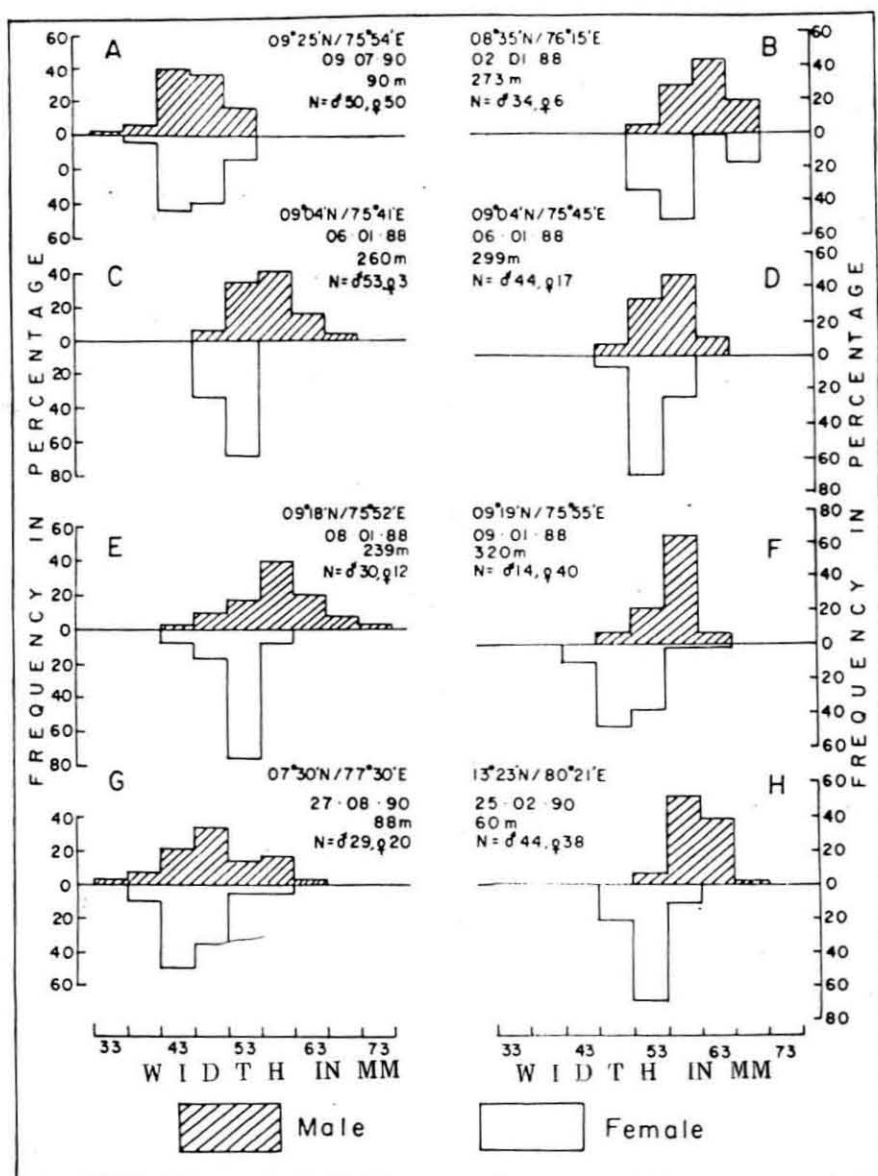 A
09°25'N/75°54'E
09 07 90
90 m
N=♂50,♀50
60
40
20
0
0
40
60
08°35'N/76°15'E
02 01 88
273 m
N=♂34,♀6
B
60
40
20
0
20
40
60
C
09°04'N/75°41'E
06·01·88
260m
N=♂53,♀3
40
20
0
20
40
60
80
09°04'N/75°45'E
06·01·88
299m
N=♂44,♀17
D
60
40
20
0
20
40
60
80
E
09°18'N/75°52'E
08·01·88
239m
N=♂30,♀12
60
40
20
0
20
40
60
80
09°19'N/75°55'E
09·01·88
320m
N=♂14,♀40
F
80
60
40
20
0
20
40
60
G
07°30'N/77°30'E
27·08·90
88m
N=♂29,♀20
40
20
0
20
40
60
13°23'N/80°21'E
25·02·90
60m
N=♂44,♀38
H
60
40
20
0
20
40
60
80
FREQUENCY IN PERCENTAGE
FREQUENCY IN PERCENTAGE
33 43 53 63 73
WIDTH IN MM
33 43 53 63 73
WIDTH IN MM
Male
Female